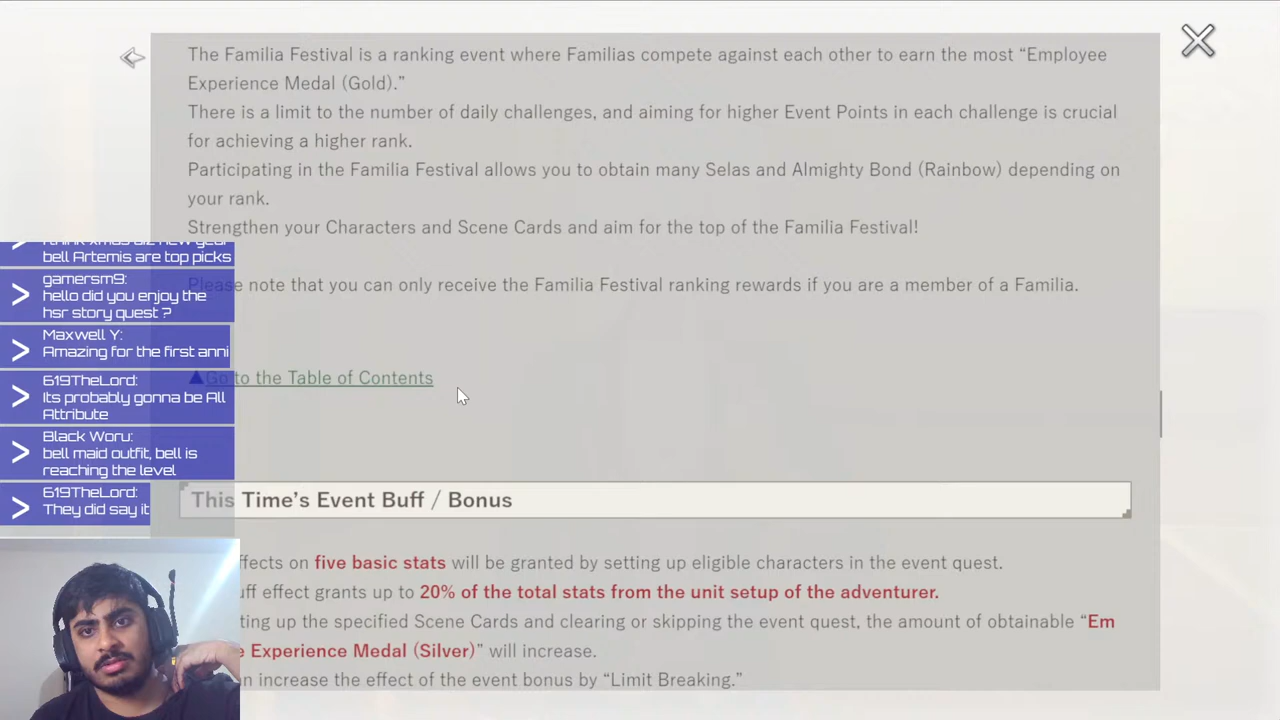 The Familia Festival is a ranking event where Familias compete against each other to earn the most “Employee
Experience Medal (Gold).”
There is a limit to the number of daily challenges, and aiming for higher Event Points in each challenge is crucial
for achieving a higher rank.
Participating in the Familia Festival allows you to obtain many Selas and Almighty Bond (Rainbow) depending on
your rank.
Strengthen your Characters and Scene Cards and aim for the top of the Familia Festival!
Please note that you can only receive the Familia Festival ranking rewards if you are a member of a Familia.
▲Go to the Table of Contents
This Time’s Event Buff / Bonus
ffects on five basic stats will be granted by setting up eligible characters in the event quest.
uff effect grants up to 20% of the total stats from the unit setup of the adventurer.
ting up the specified Scene Cards and clearing or skipping the event quest, the amount of obtainable “Em
e Experience Medal (Silver)” will increase.
n increase the effect of the event bonus by “Limit Breaking.”
bell Artemis are top picks
gamersm9:
hello did you enjoy the
hsr story quest ?
Maxwell Y:
Amazing for the first anni
619TheLord:
Its probably gonna be All
Attribute
Black Woru:
bell maid outfit, bell is
reaching the level
619TheLord:
They did say it